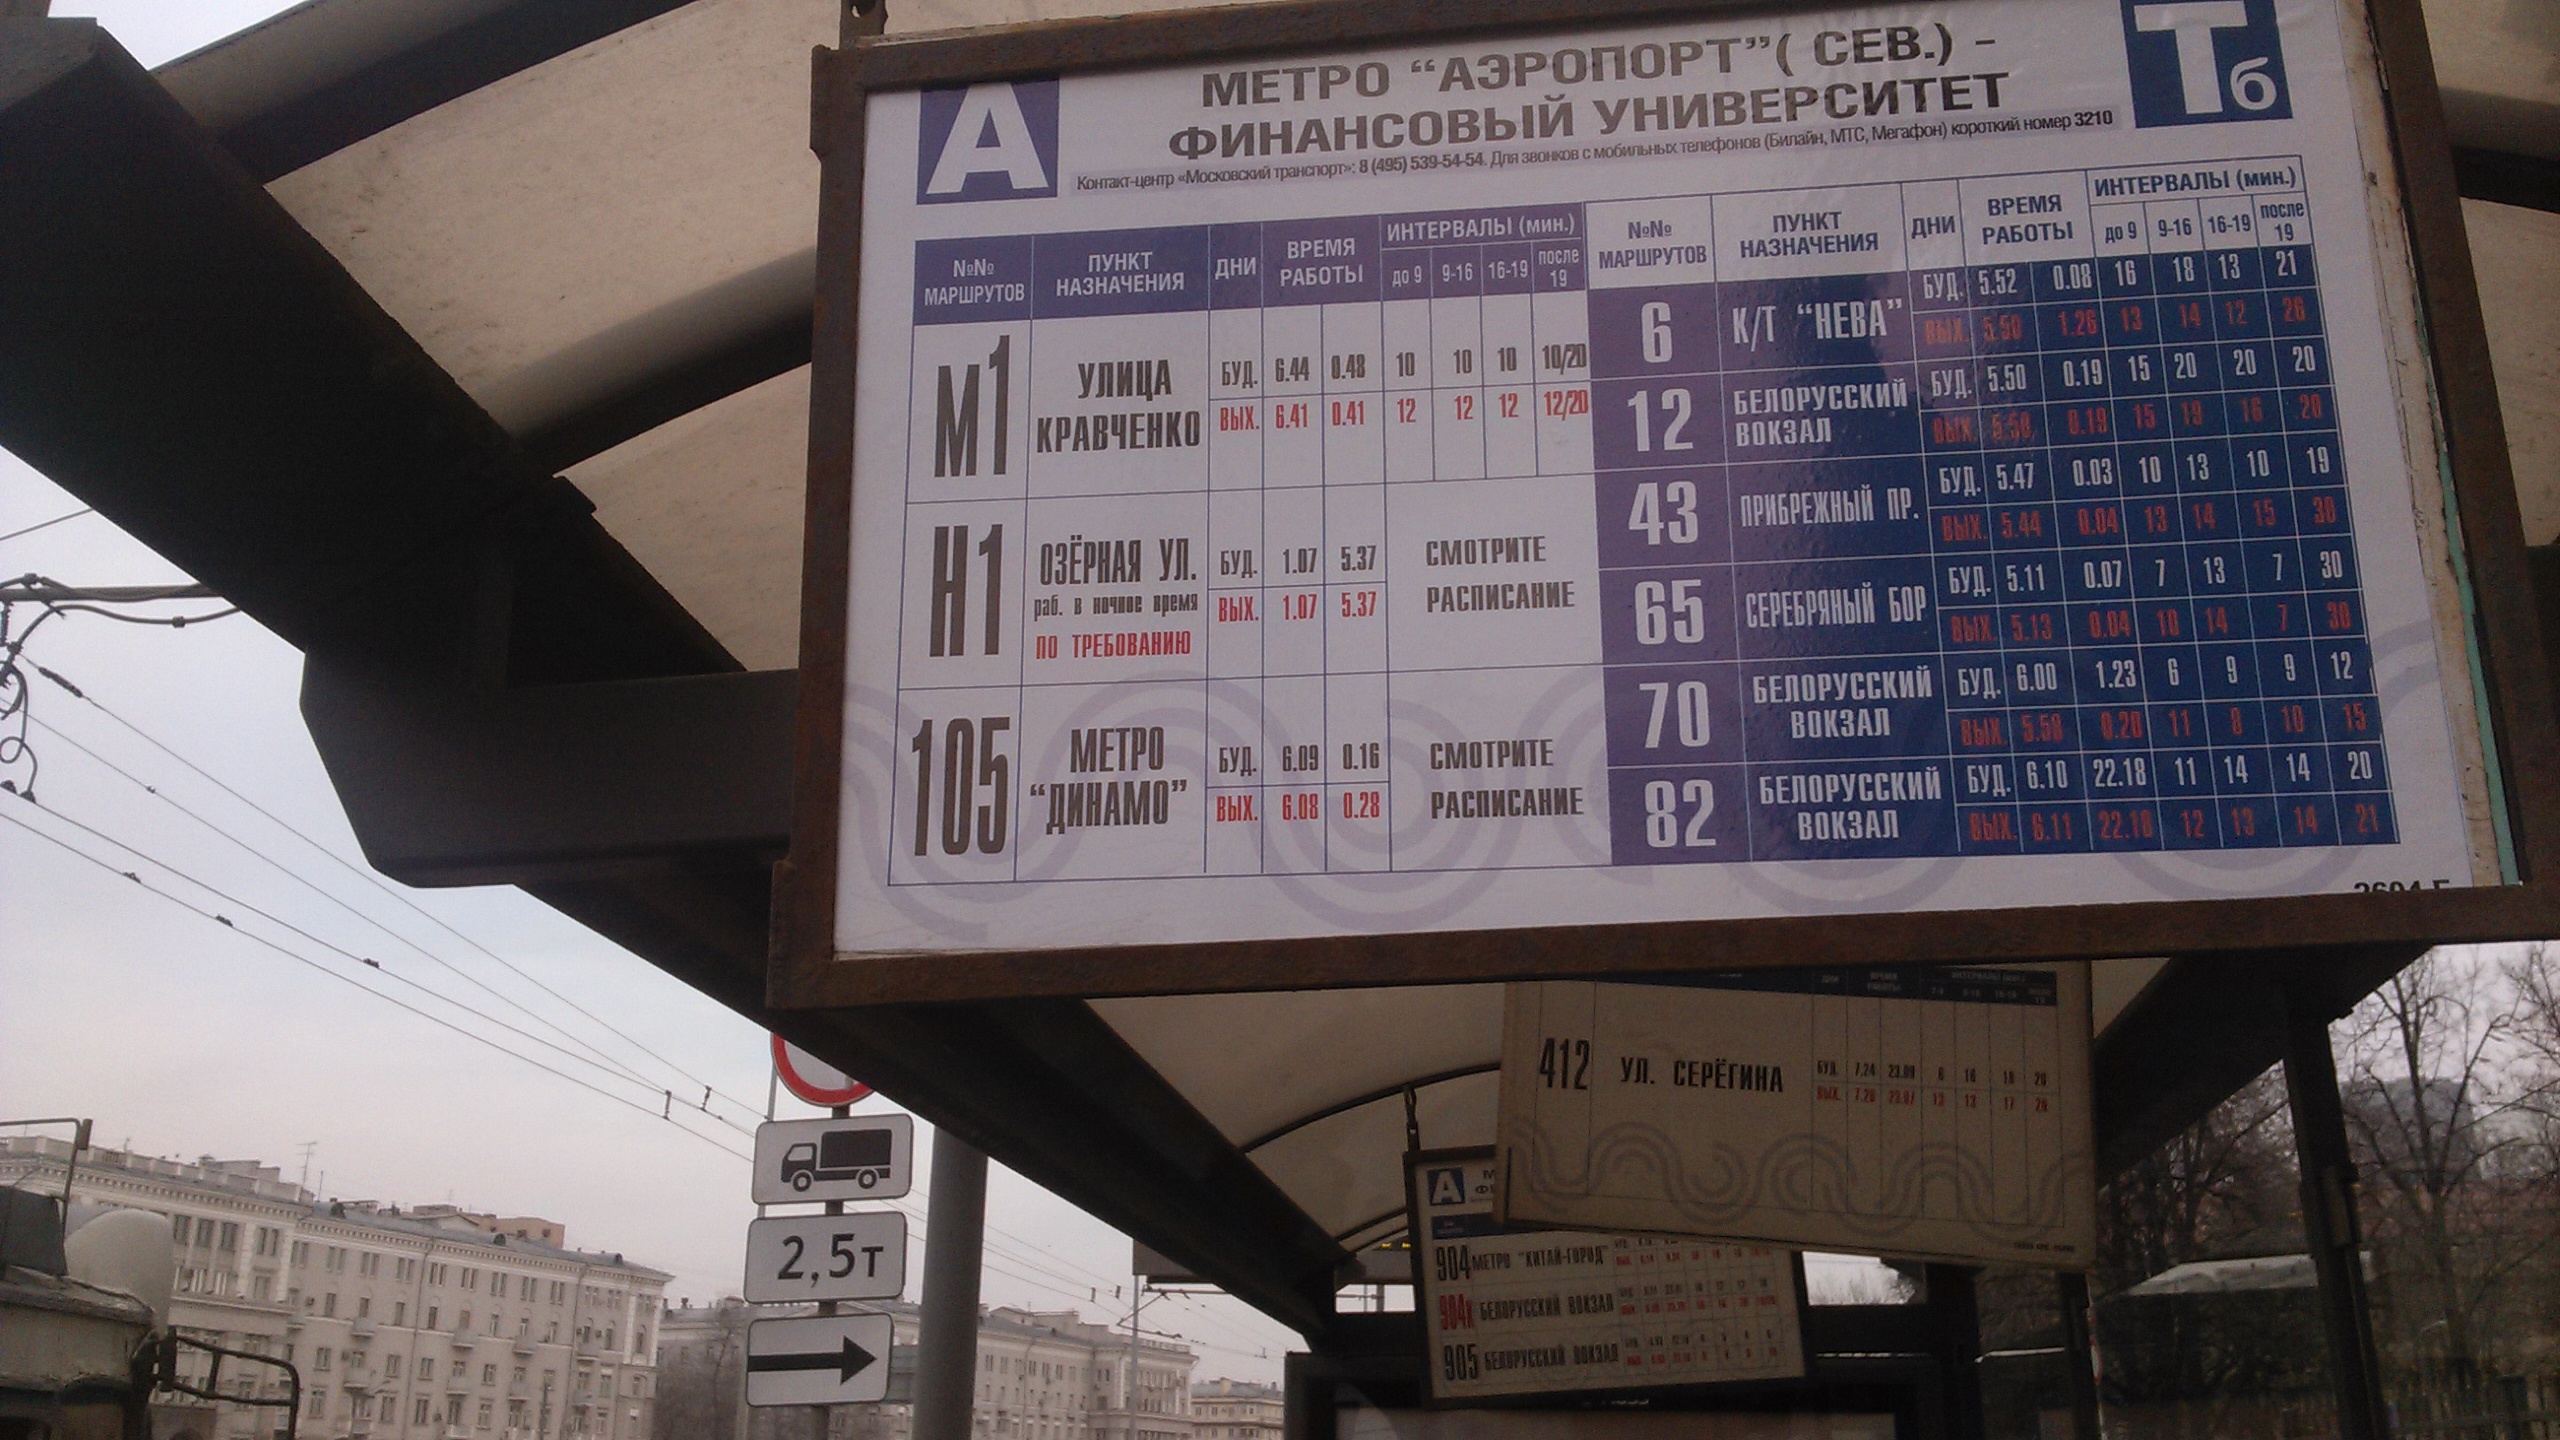 А
МЕТРО “АЭРОПОРТ”( СЕВ.) -
ФИНАНСОВЫЙ УНИВЕРСИТЕТ
Тб
Контакт-центр «Московский транспорт»: 8 (495) 539-54-54. Для звонков с мобильных телефонов (Билайн, МТС, Мегафон) короткий номер 3210
№№ МАРШРУТОВ ПУНКТ НАЗНАЧЕНИЯ ДНИ ВРЕМЯ РАБОТЫ ИНТЕРВАЛЫ (мин.)
до 9 9-16 16-19 после 19
М1 УЛИЦА КРАВЧЕНКО БУД. 6.44 0.48 10 10 10 10/20
ВЫХ. 6.41 0.41 12 12 12 12/20
Н1 ОЗЁРНАЯ УЛ. БУД. 1.07 5.37 СМОТРИТЕ РАСПИСАНИЕ
раб. в ночное время
ВЫХ. 1.07 5.37
ПО ТРЕБОВАНИЮ
105 МЕТРО “ДИНАМО” БУД. 6.09 0.16 СМОТРИТЕ РАСПИСАНИЕ
ВЫХ. 6.08 0.28
№№ МАРШРУТОВ ПУНКТ НАЗНАЧЕНИЯ ДНИ ВРЕМЯ РАБОТЫ ИНТЕРВАЛЫ (мин.)
до 9 9-16 16-19 после 19
6 К/Т “НЕВА” БУД. 5.52 0.08 16 18 13 21
ВЫХ. 5.50 1.26 13 14 12 26
12 БЕЛОРУССКИЙ ВОКЗАЛ БУД. 5.50 0.19 15 20 20 20
ВЫХ. 5.50 0.19 15 19 16 20
43 ПРИБРЕЖНЫЙ ПР. БУД. 5.47 0.03 10 13 10 19
ВЫХ. 5.44 0.04 13 14 15 30
65 СЕРЕБРЯНЫЙ БОР БУД. 5.11 0.07 7 13 7 30
ВЫХ. 5.13 0.04 10 14 7 30
70 БЕЛОРУССКИЙ ВОКЗАЛ БУД. 6.00 1.23 6 9 9 12
ВЫХ. 5.58 0.20 11 8 10 15
82 БЕЛОРУССКИЙ ВОКЗАЛ БУД. 6.10 22.18 11 14 14 20
ВЫХ. 6.11 22.18 12 13 14 21
412 УЛ. СЕРЁГИНА БУД. 7.24
ВЫХ. 13 13 17
А
904 МЕТРО “КИТАЙ-ГОРОД”
904к БЕЛОРУССКИЙ ВОКЗАЛ
905 БЕЛОРУССКИЙ ВОКЗАЛ
2,5т